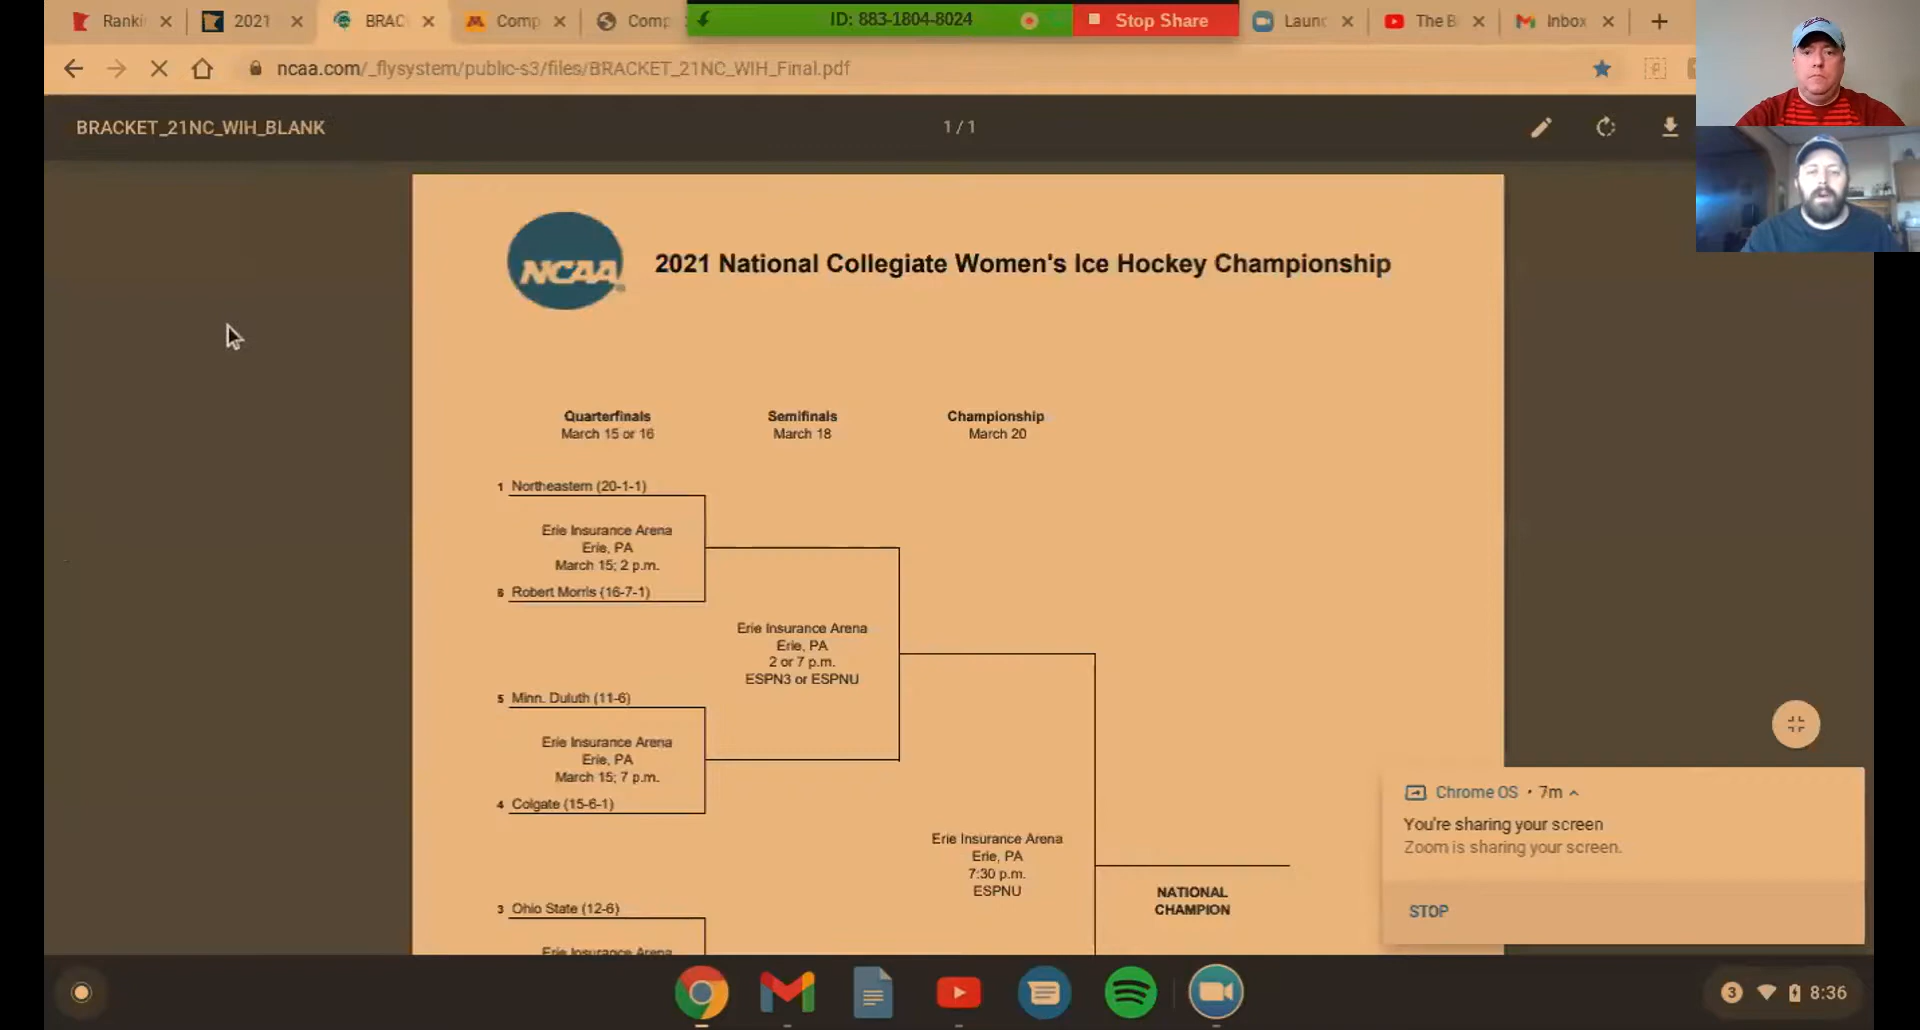 Ranki
2021
BRAC
Comp
Comp
ID: 883-1804-8024
Stop Share
Laun
The B
Inbox
ncaa.com/_flysystem/public-s3/files/BRACKET_21NC_WIH_Final.pdf
BRACKET_21NC_WIH_BLANK
1 / 1
NCAA
2021 National Collegiate Women's Ice Hockey Championship
Quarterfinals
March 15 or 16
Semifinals
March 18
Championship
March 20
1 Northeastern (20-1-1)
Erie Insurance Arena
Erie, PA
March 15; 2 p.m.
8 Robert Morris (16-7-1)
Erie Insurance Arena
Erie, PA
2 or 7 p.m.
ESPN3 or ESPNU
5 Minn. Duluth (11-6)
Erie Insurance Arena
Erie, PA
March 15; 7 p.m.
4 Colgate (15-6-1)
Erie Insurance Arena
Erie, PA
7:30 p.m.
ESPNU
NATIONAL
CHAMPION
3 Ohio State (12-6)
Erie Insurance Arena
Chrome OS • 7m
You're sharing your screen
Zoom is sharing your screen.
STOP
3
8:36